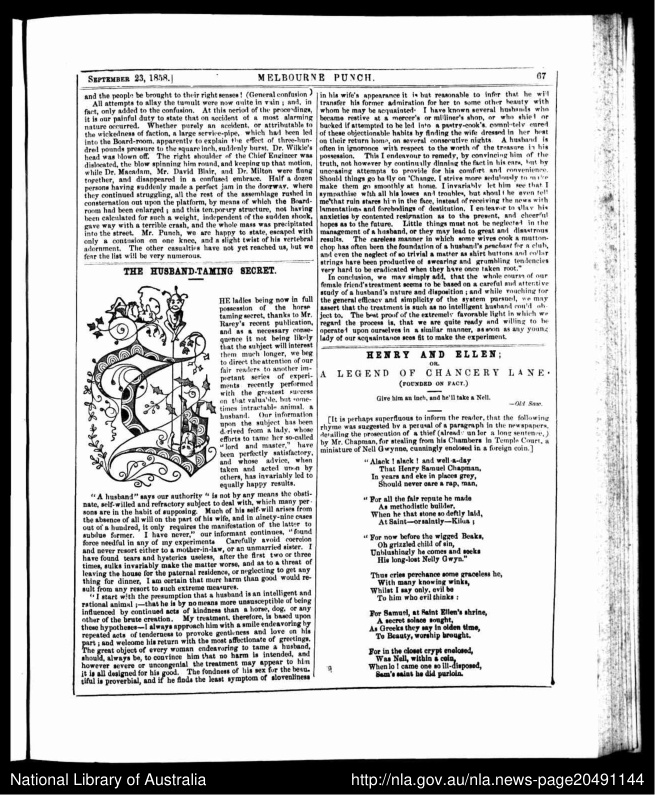 SEPTEMBER 23, 1858.] MELBOURNE PUNCH. 67
and the people be brought to their right senses! (General confusion)
All attempts to allay the tumult were now quite in vain; and, in
fact, only added to the confusion. At this period of the proceedings,
it is our painful duty to state that an accident of a most alarming
nature occurred. Whether purely an accident, or attributable to
the wickedness of faction, a large service-pipe, which had been led
into the Board-room, apparently to explain the effect of three-hun-
dred pounds pressure to the square inch, suddenly burst. Dr. Wilkie's
head was blown off. The right shoulder of the Chief Engineer was
dislocated, the blow spinning him round, and keeping up that motion,
while Dr. Macadam, Mr. David Blair, and Dr. Milton were flung
together, and disappeared in a confused embrace. Half a dozen
persons having suddenly made a perfect jam in the doorway, where
they continued struggling, all the rest of the assemblage rushed in
consternation out upon the platform, by means of which the Board-
room had been enlarged; and this temporary structure, not having
been calculated for such a weight, independent of the sudden shock,
gave way with a terrible crash, and the whole mass was precipitated
into the street. Mr. Punch, we are happy to state, escaped with
only a contusion on one knee, and a slight twist of his vertebral
adornment. The other casualties have not yet reached us, but we
fear the list will be very numerous.
THE HUSBAND-TAMING SECRET.
THE ladies being now in full
possession of the horse
taming secret, thanks to Mr.
Rarey's recent publication,
and as a necessary conse-
quence it not being likely
that the subject will interest
them much longer, we beg
to direct the attention of our
fair readers to another im-
portant series of experi-
ments recently performed
with the greatest success
on that valuable, but some-
times intractable animal, a
husband. Our information
upon the subject has been
derived from a lady, whose
efforts to tame her so-called
"lord and master," have
been perfectly satisfactory,
and whose advice, when
taken and acted upon by
others, has invariably led to
equally happy results.
"A husband" says our authority "is not by any means the obsti-
nate, self-willed and refractory subject to deal with, which many per-
sons are in the habit of supposing. Much of his self-will arises from
the absence of all will on the part of his wife, and in ninety-nine cases
out of a hundred, it only requires the manifestation of the latter to
subdue the former. I have never," our informant continues, "found
force needful in any of my experiments Carefully avoid coercion
and never resort either to a mother-in-law, or an unmarried sister. I
have found tears and hysterics useless, after the first two or three
times, sulks invariably make the matter worse, and as to a threat of
leaving the house for the paternal residence, or neglecting to get any
thing for dinner, I am certain that more harm than good would re-
sult from any resort to such extreme measures.
"I start with the presumption that a husband is an intelligent and
rational animal;—that he is by no means more unsusceptible of being
influenced by continued acts of kindness than a horse, dog, or any
other of the brute creation. My treatment, therefore, is based upon
these hypotheses—I always approach him with a smile endeavoring by
repeated acts of tenderness to provoke gentleness and love on his
part; and welcome his return with the most affectionate of greetings.
The great object of every woman endeavoring to tame a husband,
should, always be, to convince him that no harm is intended, and
however severe or uncongenial the treatment may appear to him
it is all designed for his good. The fondness of his sex for the beau-
tiful is proverbial, and if he finds the least symptom of slovenliness
in his wife's appearance it is but reasonable to infer that he will
transfer his former admiration for her to some other beauty with
whom he may be acquainted. I have known several husbands who
became restive at a mercer's or milliner's shop, or who shied or
bucked if attempted to be led into a pastry-cook's, completely cured
of these objectionable habits by finding the wife dressed in her best
on their return home, on several consecutive nights. A husband is
often in ignorance with respect to the worth of the treasure in his
possession. This I endeavour to remedy, by convincing him of the
truth, not however by continually dinning the fact in his ears, but by
unceasing attempts to provide for his comfort and convenience.
Should things go badly on 'Change, I strive more sedulously to make
make them go smoothly at home. I invariably let him see that I
sympathise with all his losses and troubles, but should he even tell
me that ruin stares him in the face, instead of receiving the news with
lamentations and forebodings of destitution, I endeavor to allay his
anxieties by contented resignation as to the present, and cheerful
hopes as to the future. Little things must not be neglected in the
management of a husband, or they may lead to great and disastrous
results. The careless manner in which some wives cook a mutton-
chop has often been the foundation of a husband's penchant for a club,
and even the neglect of so trivial a matter as shirt buttons and collar
strings have been productive of swearing and grumbling tendencies
very hard to be eradicated when they have once taken root."
In conclusion, we may simply add, that the whole course of our
female friend's treatment seems to be based on a careful and attentive
study of a husband's nature and disposition; and while vouching for
the general efficacy and simplicity of the system pursued, we may
assert that the treatment is such as no intelligent husband could ob-
ject to. The best proof of the extremely favorable light in which we
regard the process is, that we are quite ready and willing to be
operated upon ourselves in a similar manner, as soon as any young
lady of our acquaintance sees fit to make the experiment.
HENRY AND ELLEN;
OR,
A LEGEND OF CHANCERY LANE.
(FOUNDED ON FACT.)
Give him an inch, and he'll take a Nell.
—Old Saw.
[It is perhaps superfluous to inform the reader, that the following
rhyme was suggested by a perusal of a paragraph in the newspapers,
detailing the prosecution of a thief (already un'er a long sentence,)
by Mr. Chapman, for stealing from his Chambers in Temple Court, a
miniature of Nell Gwynne, cunningly enclosed in a foreign coin.]
"Alack! alack! and well-a-day
That Henry Samuel Chapman,
In years and eke in places grey,
Should never care a rap, man,
"For all the fair repute he made
As methodistic builder,
When he that stone so deftly laid,
At Saint—orsaintly—Kilda;
"For now before the wigged Beaks,
Oh grizzled child of sin,
Unblushingly he comes and seeks
His long-lost Nelly Gwyn."
Thus cries perchance some graceless he,
With many knowing winks,
Whilst I say only, evil be
To him who evil thinks:
For Samuel, at Saint Ellen's shrine,
A secret solace sought,
As Greeks they say in olden time,
To Beauty, worship brought.
For in the closet crypt enclosed,
Was Nell, within a coin,
When lo! came one so ill-disposed,
Sam's saint he did purloin.
National Library of Australia http://nla.gov.au/nla.news-page20491144